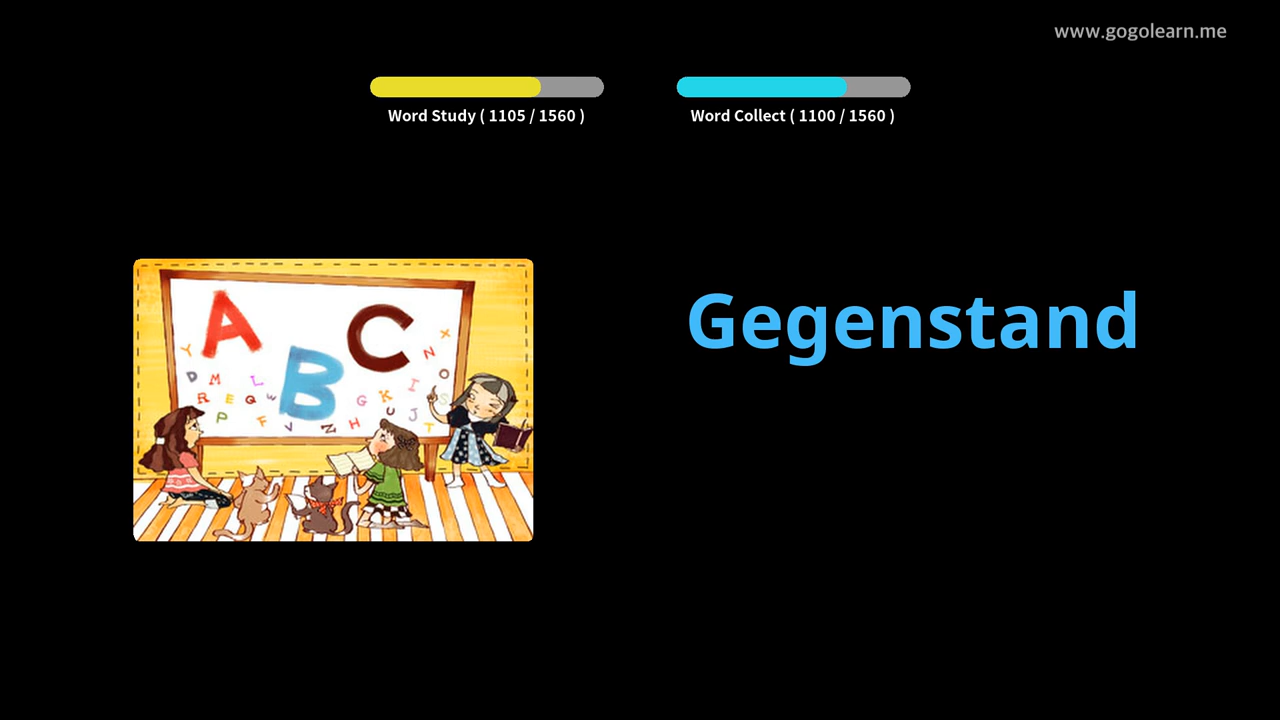 www.gogolearn.me
Word Study ( 1105 / 1560 )
Word Collect ( 1100 / 1560 )
Gegenstand
A
C
B
Y
X
N
D
M
L
O
I
R
E
Q
W
G
K
S
P
F
V
Z
H
U
J
T